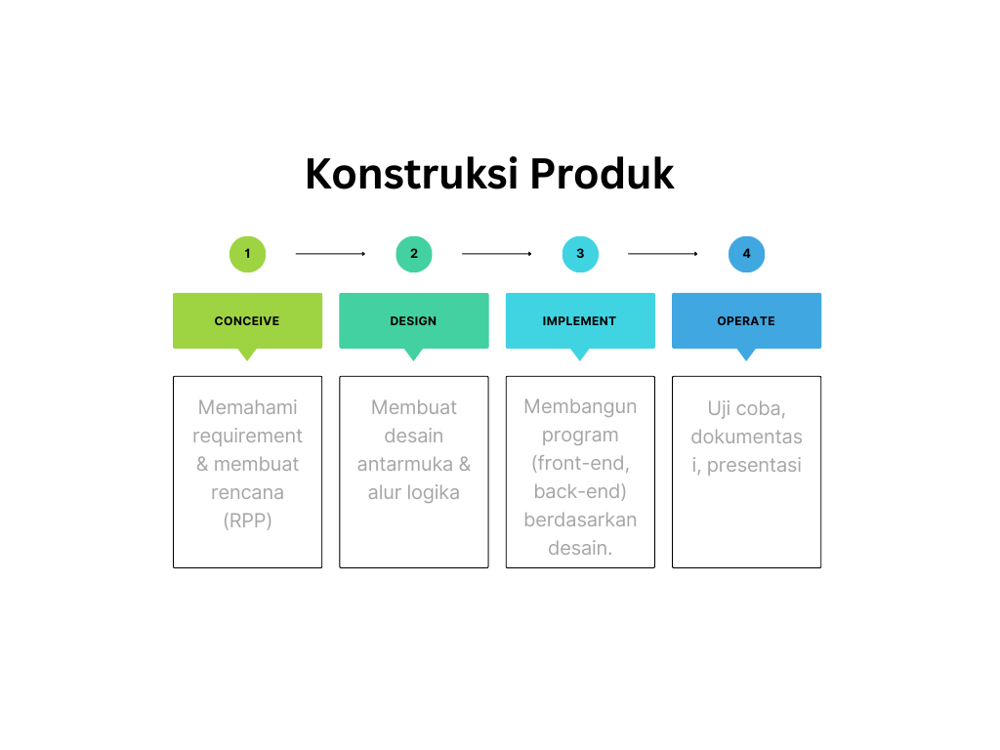 Konstruksi Produk
1
2
3
4
CONCEIVE
DESIGN
IMPLEMENT
OPERATE
Memahami
requirement
& membuat
rencana
(RPP)
Membuat
desain
antarmuka &
alur logika
Membangun
program
(front-end,
back-end)
berdasarkan
desain.
Uji coba,
dokumentas
i, presentasi